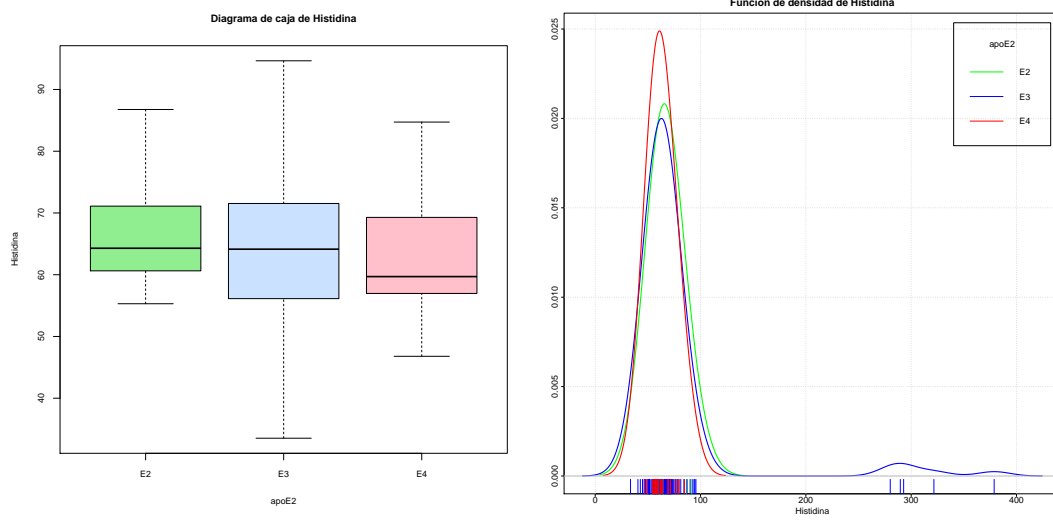 Diagrama de caja de Histidina
Histidina
90
80
70
60
50
40
E2
E3
E4
apoE2
Función de densidad de Histidina
0.025
0.020
0.015
0.010
0.005
0.000
apoE2
E2
E3
E4
0
100
200
300
400
Histidina